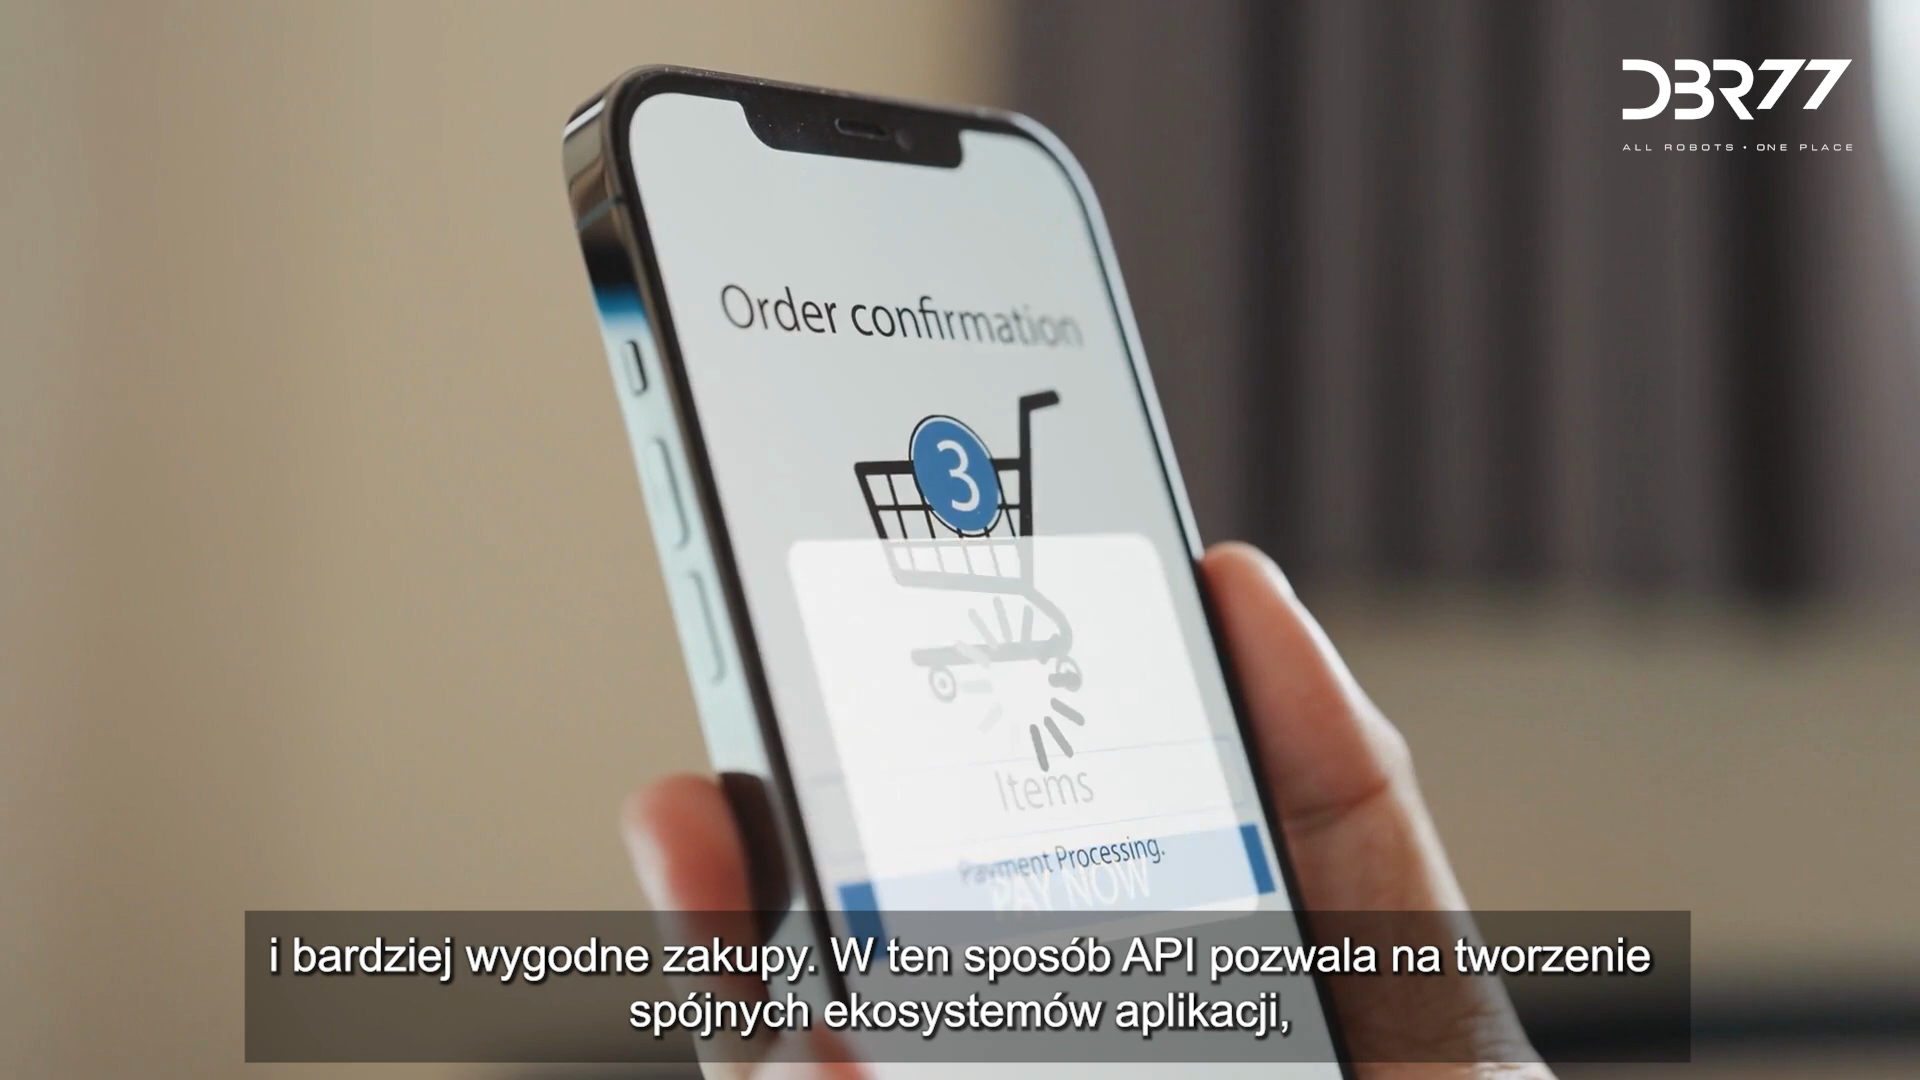 DBR77
ALL ROBOTS • ONE PLACE
Order confirmation
3
Items
Payment Processing.
PAY NOW
i bardziej wygodne zakupy. W ten sposób API pozwala na tworzenie
spójnych ekosystemów aplikacji,